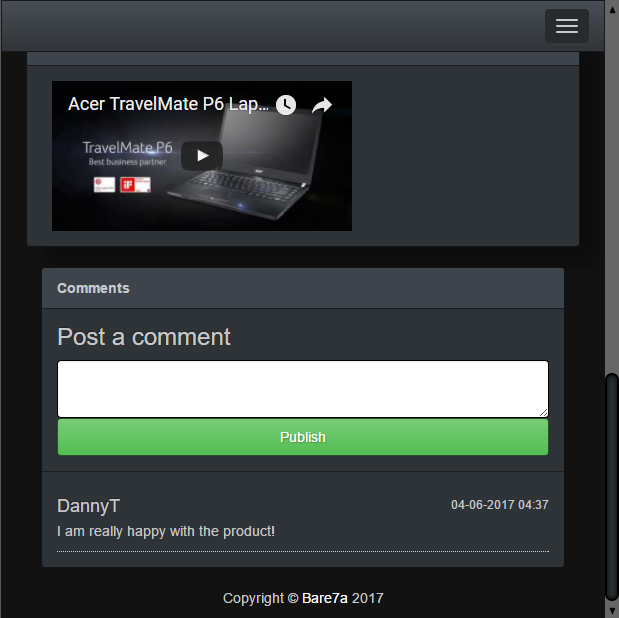 Acer TravelMate P6 Lap...
TravelMate P6
Best business partner
iF
Comments
Post a comment
Publish
DannyT
04-06-2017 04:37
I am really happy with the product!
Copyright © Bare7a 2017